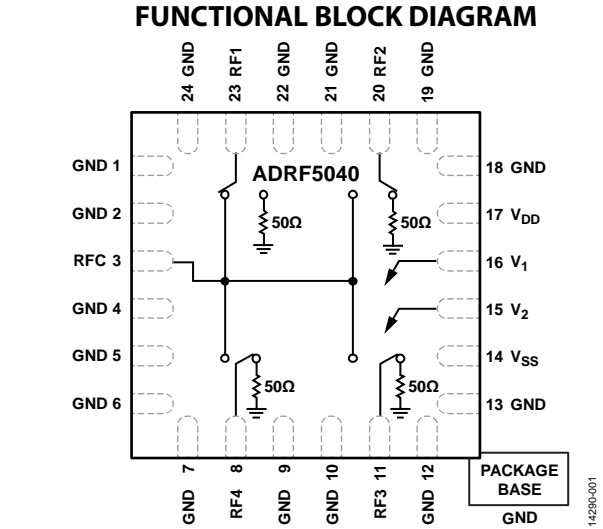 FUNCTIONAL BLOCK DIAGRAM
24 GND
23 RF1
22 GND
21 GND
20 RF2
19 GND
ADRF5040
GND 1
GND 2
RFC 3
GND 4
GND 5
GND 6
50Ω
50Ω
50Ω
50Ω
18 GND
17 VDD
16 V1
15 V2
14 VSS
13 GND
GND 7
RF4 8
GND 9
GND 10
RF3 11
GND 12
PACKAGE
BASE
GND
14290-001